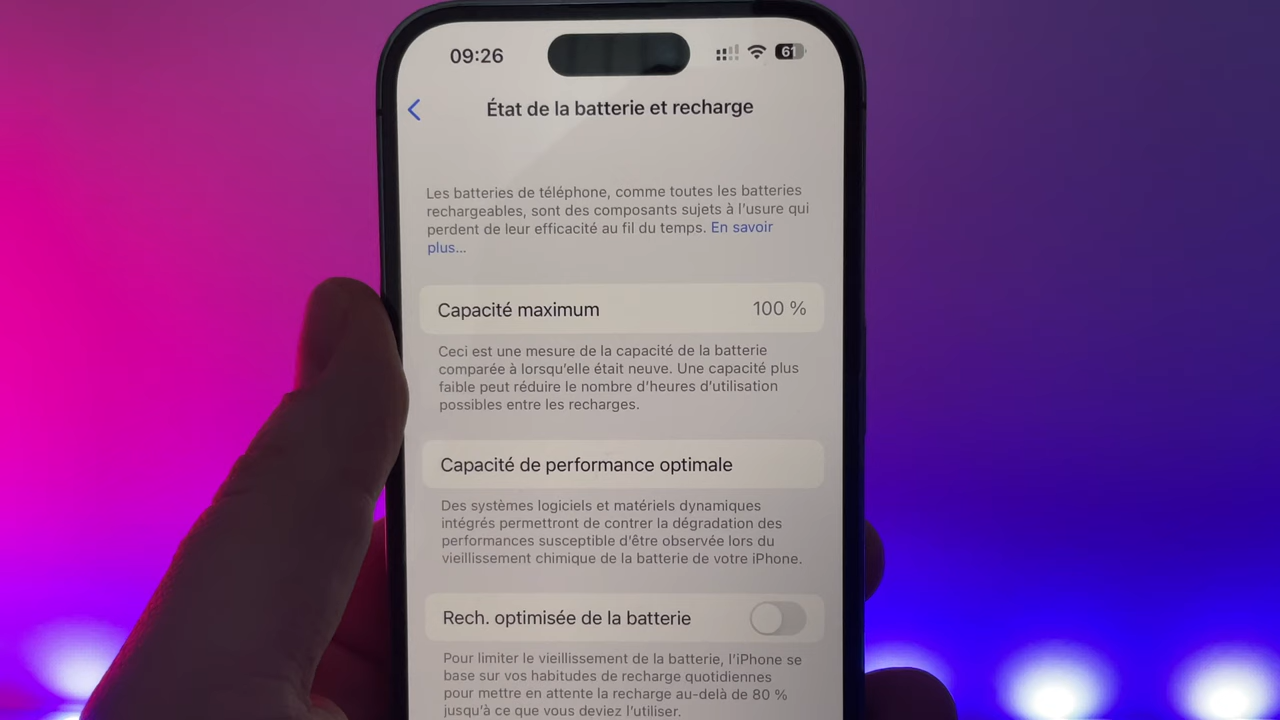 09:26
61
État de la batterie et recharge
Les batteries de téléphone, comme toutes les batteries
rechargeables, sont des composants sujets à l'usure qui
perdent de leur efficacité au fil du temps. En savoir
plus...
Capacité maximum 100 %
Ceci est une mesure de la capacité de la batterie
comparée à lorsqu'elle était neuve. Une capacité plus
faible peut réduire le nombre d'heures d'utilisation
possibles entre les recharges.
Capacité de performance optimale
Des systèmes logiciels et matériels dynamiques
intégrés permettront de contrer la dégradation des
performances susceptible d'être observée lors du
vieillissement chimique de la batterie de votre iPhone.
Rech. optimisée de la batterie
Pour limiter le vieillissement de la batterie, l'iPhone se
base sur vos habitudes de recharge quotidiennes
pour mettre en attente la recharge au-delà de 80 %
jusqu'à ce que vous deviez l'utiliser.